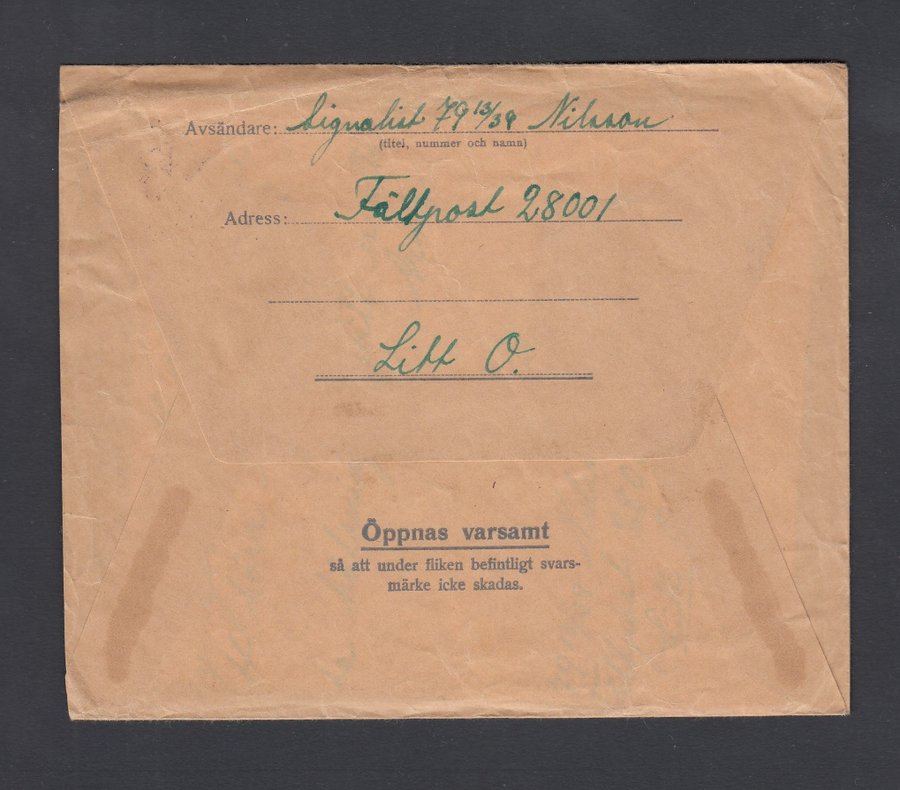 Avsändare: Signalist 79 13/39 Nilsson
(titel, nummer och namn)
Adress: Fältpost 28001
Litt O.
Öppnas varsamt
så att under fliken befintligt svars-
märke icke skadas.